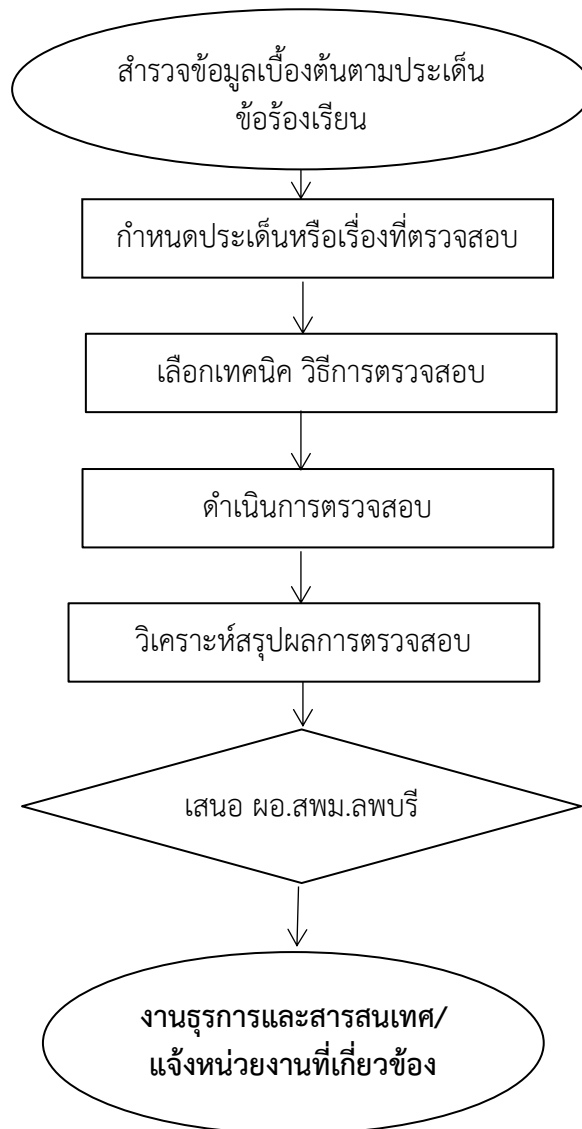 สำรวจข้อมูลเบื้องต้นตามประเด็น
ข้อร้องเรียน
กำหนดประเด็นหรือเรื่องที่ตรวจสอบ
เลือกเทคนิค วิธีการตรวจสอบ
ดำเนินการตรวจสอบ
วิเคราะห์สรุปผลการตรวจสอบ
เสนอ ผอ.สพม.ลพบุรี
งานธุรการและสารสนเทศ/
แจ้งหน่วยงานที่เกี่ยวข้อง